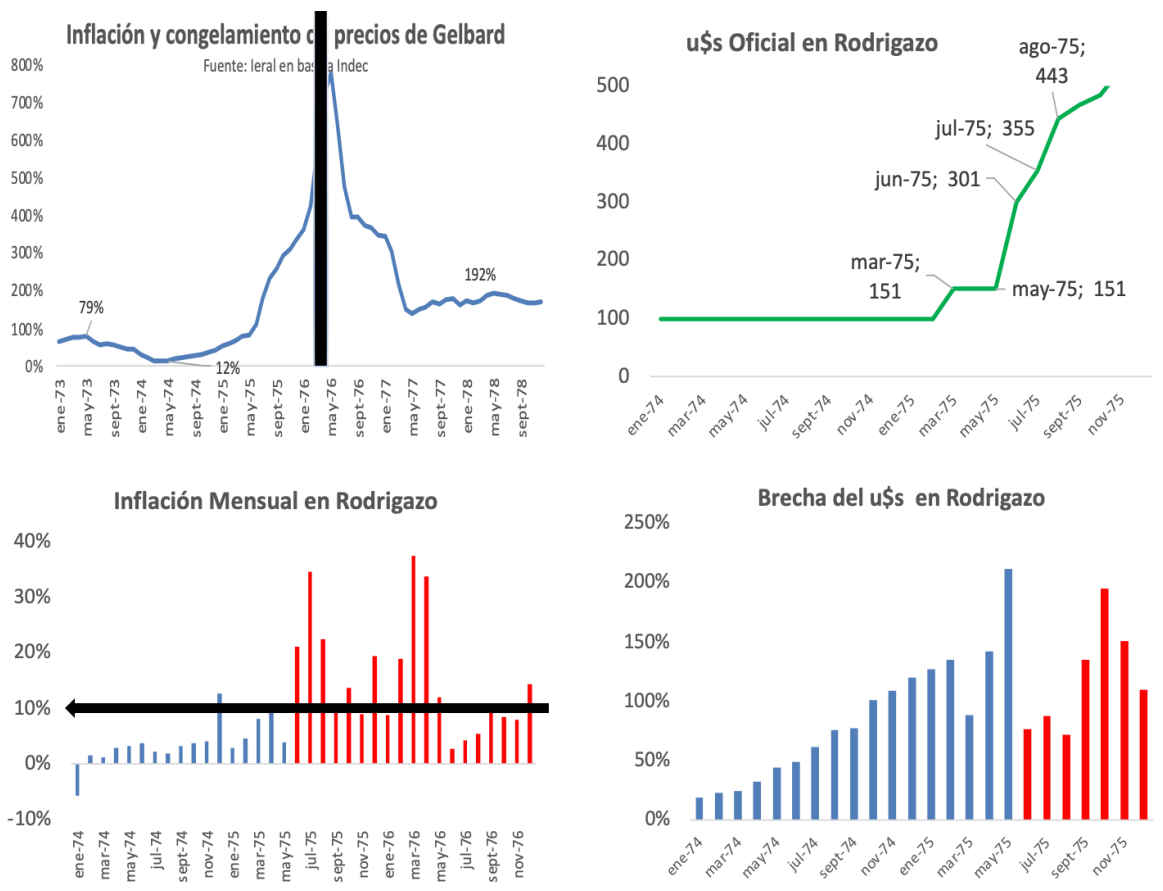 Inflación y congelamiento precios de Gelbard
Fuente: Ieral en a Indec
800%
700%
600%
500%
400%
300%
200%
100%
0%
79%
12%
192%
ene-73
may-73
sept-73
ene-74
may-74
sept-74
ene-75
may-75
sept-75
ene-76
may-76
sept-76
ene-77
may-77
sept-77
ene-78
may-78
sept-78
u$s Oficial en Rodrigazo
500
400
300
200
100
0
ago-75;
443
jul-75; 355
jun-75; 301
mar-75;
151
may-75; 151
ene-74
mar-74
may-74
jul-74
sept-74
nov-74
ene-75
mar-75
may-75
jul-75
sept-75
nov-75
Inflación Mensual en Rodrigazo
40%
30%
20%
10%
0%
-10%
ene-74
mar-74
may-74
jul-74
sept-74
nov-74
ene-75
mar-75
may-75
jul-75
sept-75
nov-75
ene-76
mar-76
may-76
jul-76
sept-76
nov-76
Brecha del u$s en Rodrigazo
250%
200%
150%
100%
50%
0%
ene-74
mar-74
may-74
jul-74
sept-74
nov-74
ene-75
mar-75
may-75
jul-75
sept-75
nov-75